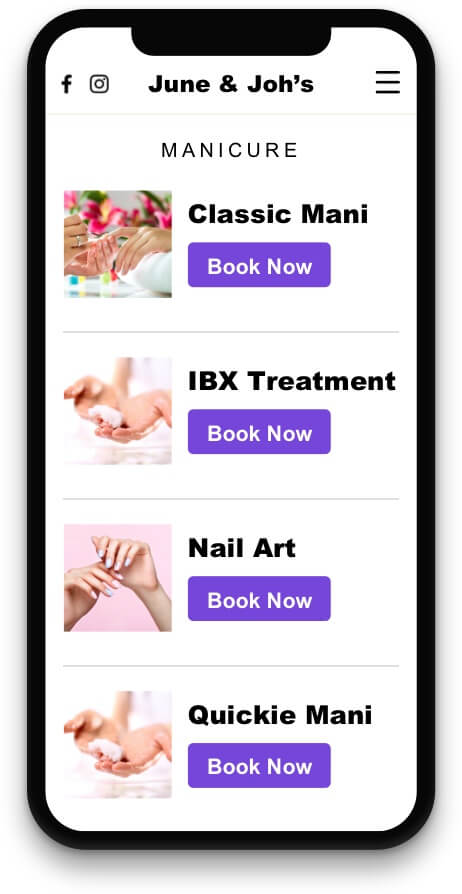 June & Joh’s
MANICURE
Classic Mani
Book Now
IBX Treatment
Book Now
Nail Art
Book Now
Quickie Mani
Book Now